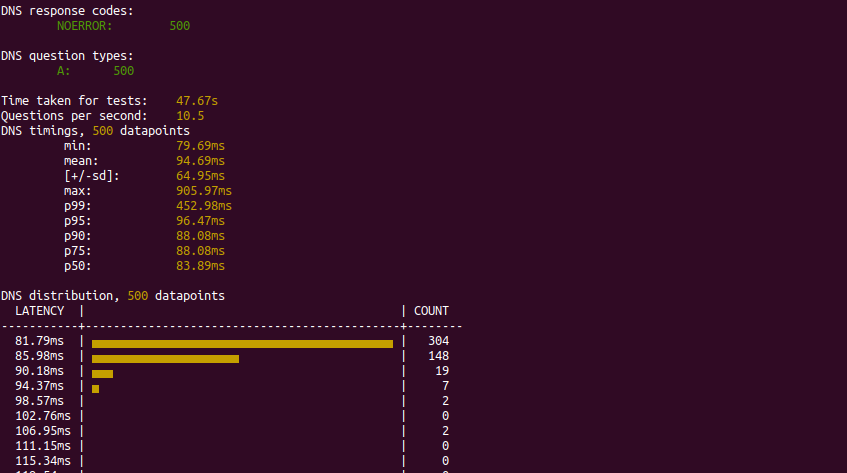 DNS response codes:
NOERROR: 500
DNS question types:
A: 500
Time taken for tests: 47.67s
Questions per second: 10.5
DNS timings, 500 datapoints
min: 79.69ms
mean: 94.69ms
[+/-sd]: 64.95ms
max: 905.97ms
p99: 452.98ms
p95: 96.47ms
p90: 88.08ms
p75: 88.08ms
p50: 83.89ms
DNS distribution, 500 datapoints
LATENCY | | COUNT
-----------+---------------------------------------------+--------
81.79ms | | 304
85.98ms | | 148
90.18ms | | 19
94.37ms | | 7
98.57ms | | 2
102.76ms | | 0
106.95ms | | 2
111.15ms | | 0
115.34ms | | 0